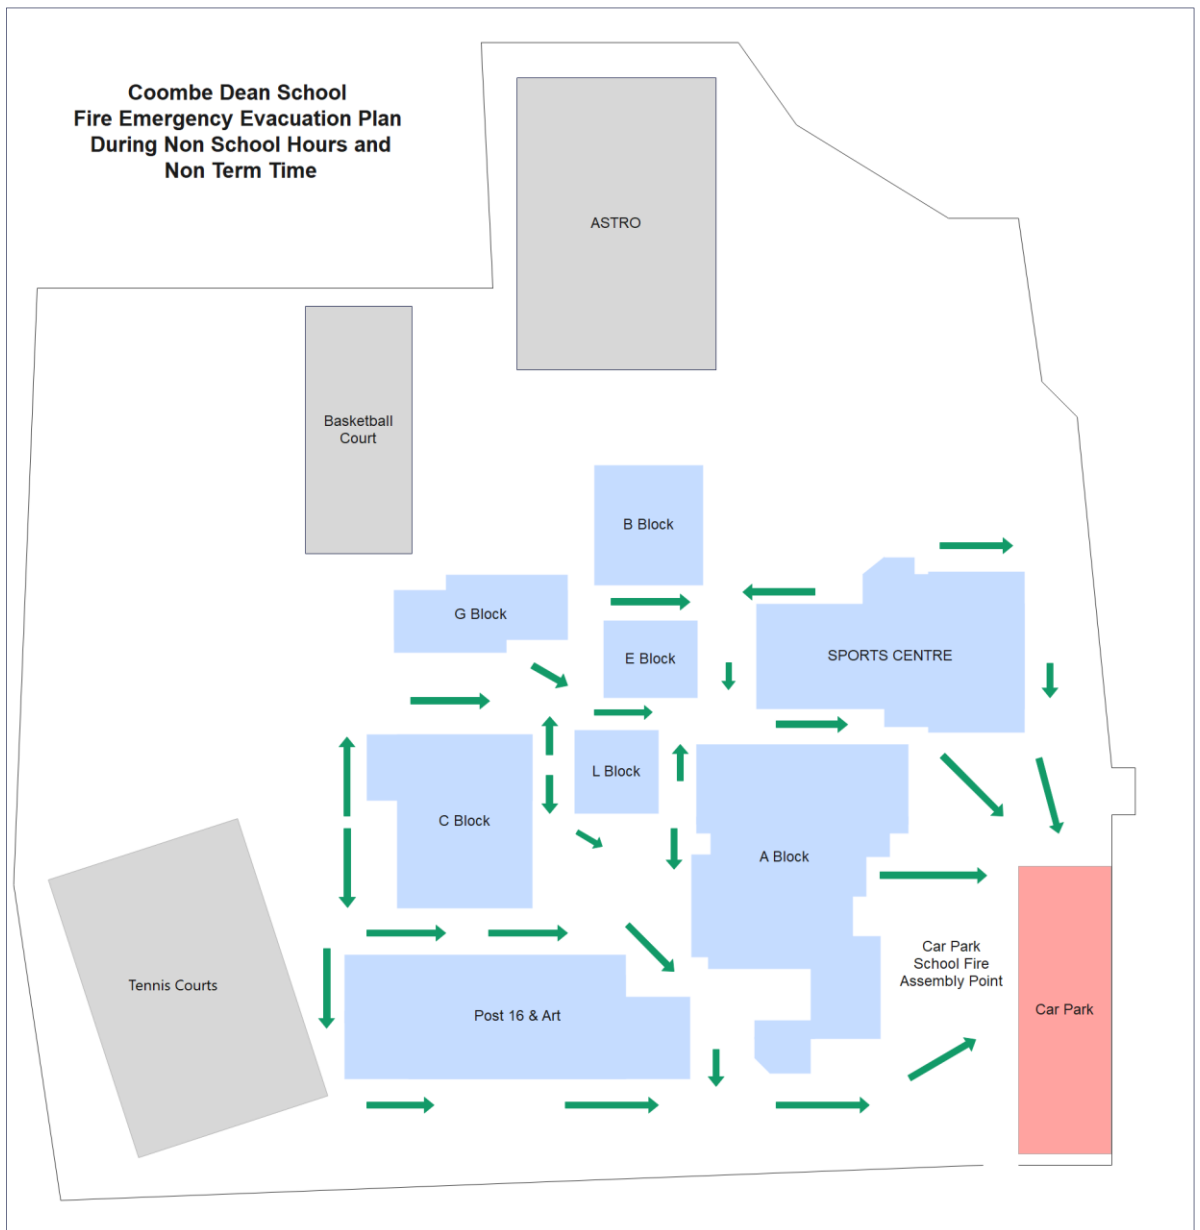 Coombe Dean School
Fire Emergency Evacuation Plan
During Non School Hours and
Non Term Time
ASTRO
Basketball
Court
B Block
G Block
E Block
SPORTS CENTRE
L Block
C Block
A Block
Car Park
School Fire
Assembly Point
Tennis Courts
Post 16 & Art
Car Park